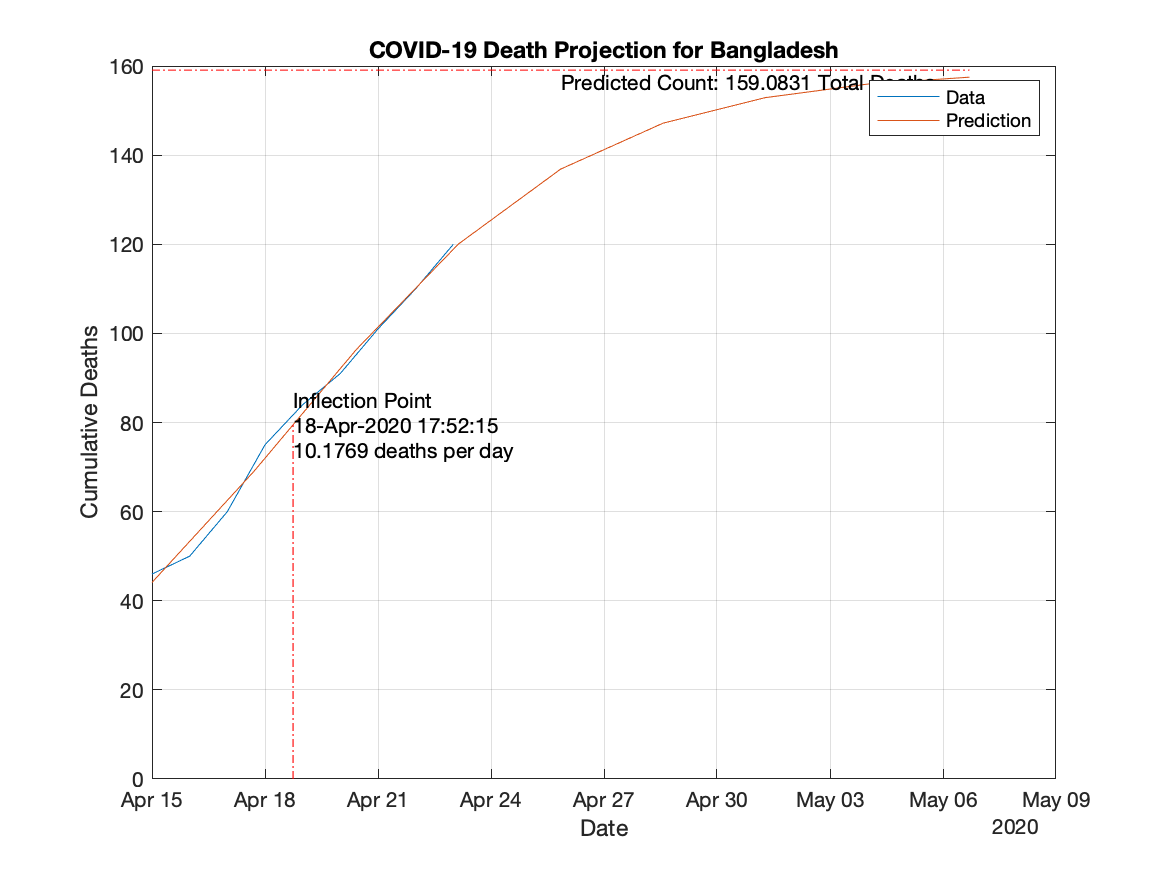 COVID-19 Death Projection for Bangladesh
Predicted Count: 159.0831 Total Deaths
Data
Prediction
160
140
120
100
80
60
40
20
0
Cumulative Deaths
Inflection Point
18-Apr-2020 17:52:15
10.1769 deaths per day
Apr 15 Apr 18 Apr 21 Apr 24 Apr 27 Apr 30 May 03 May 06 May 09
Date
2020